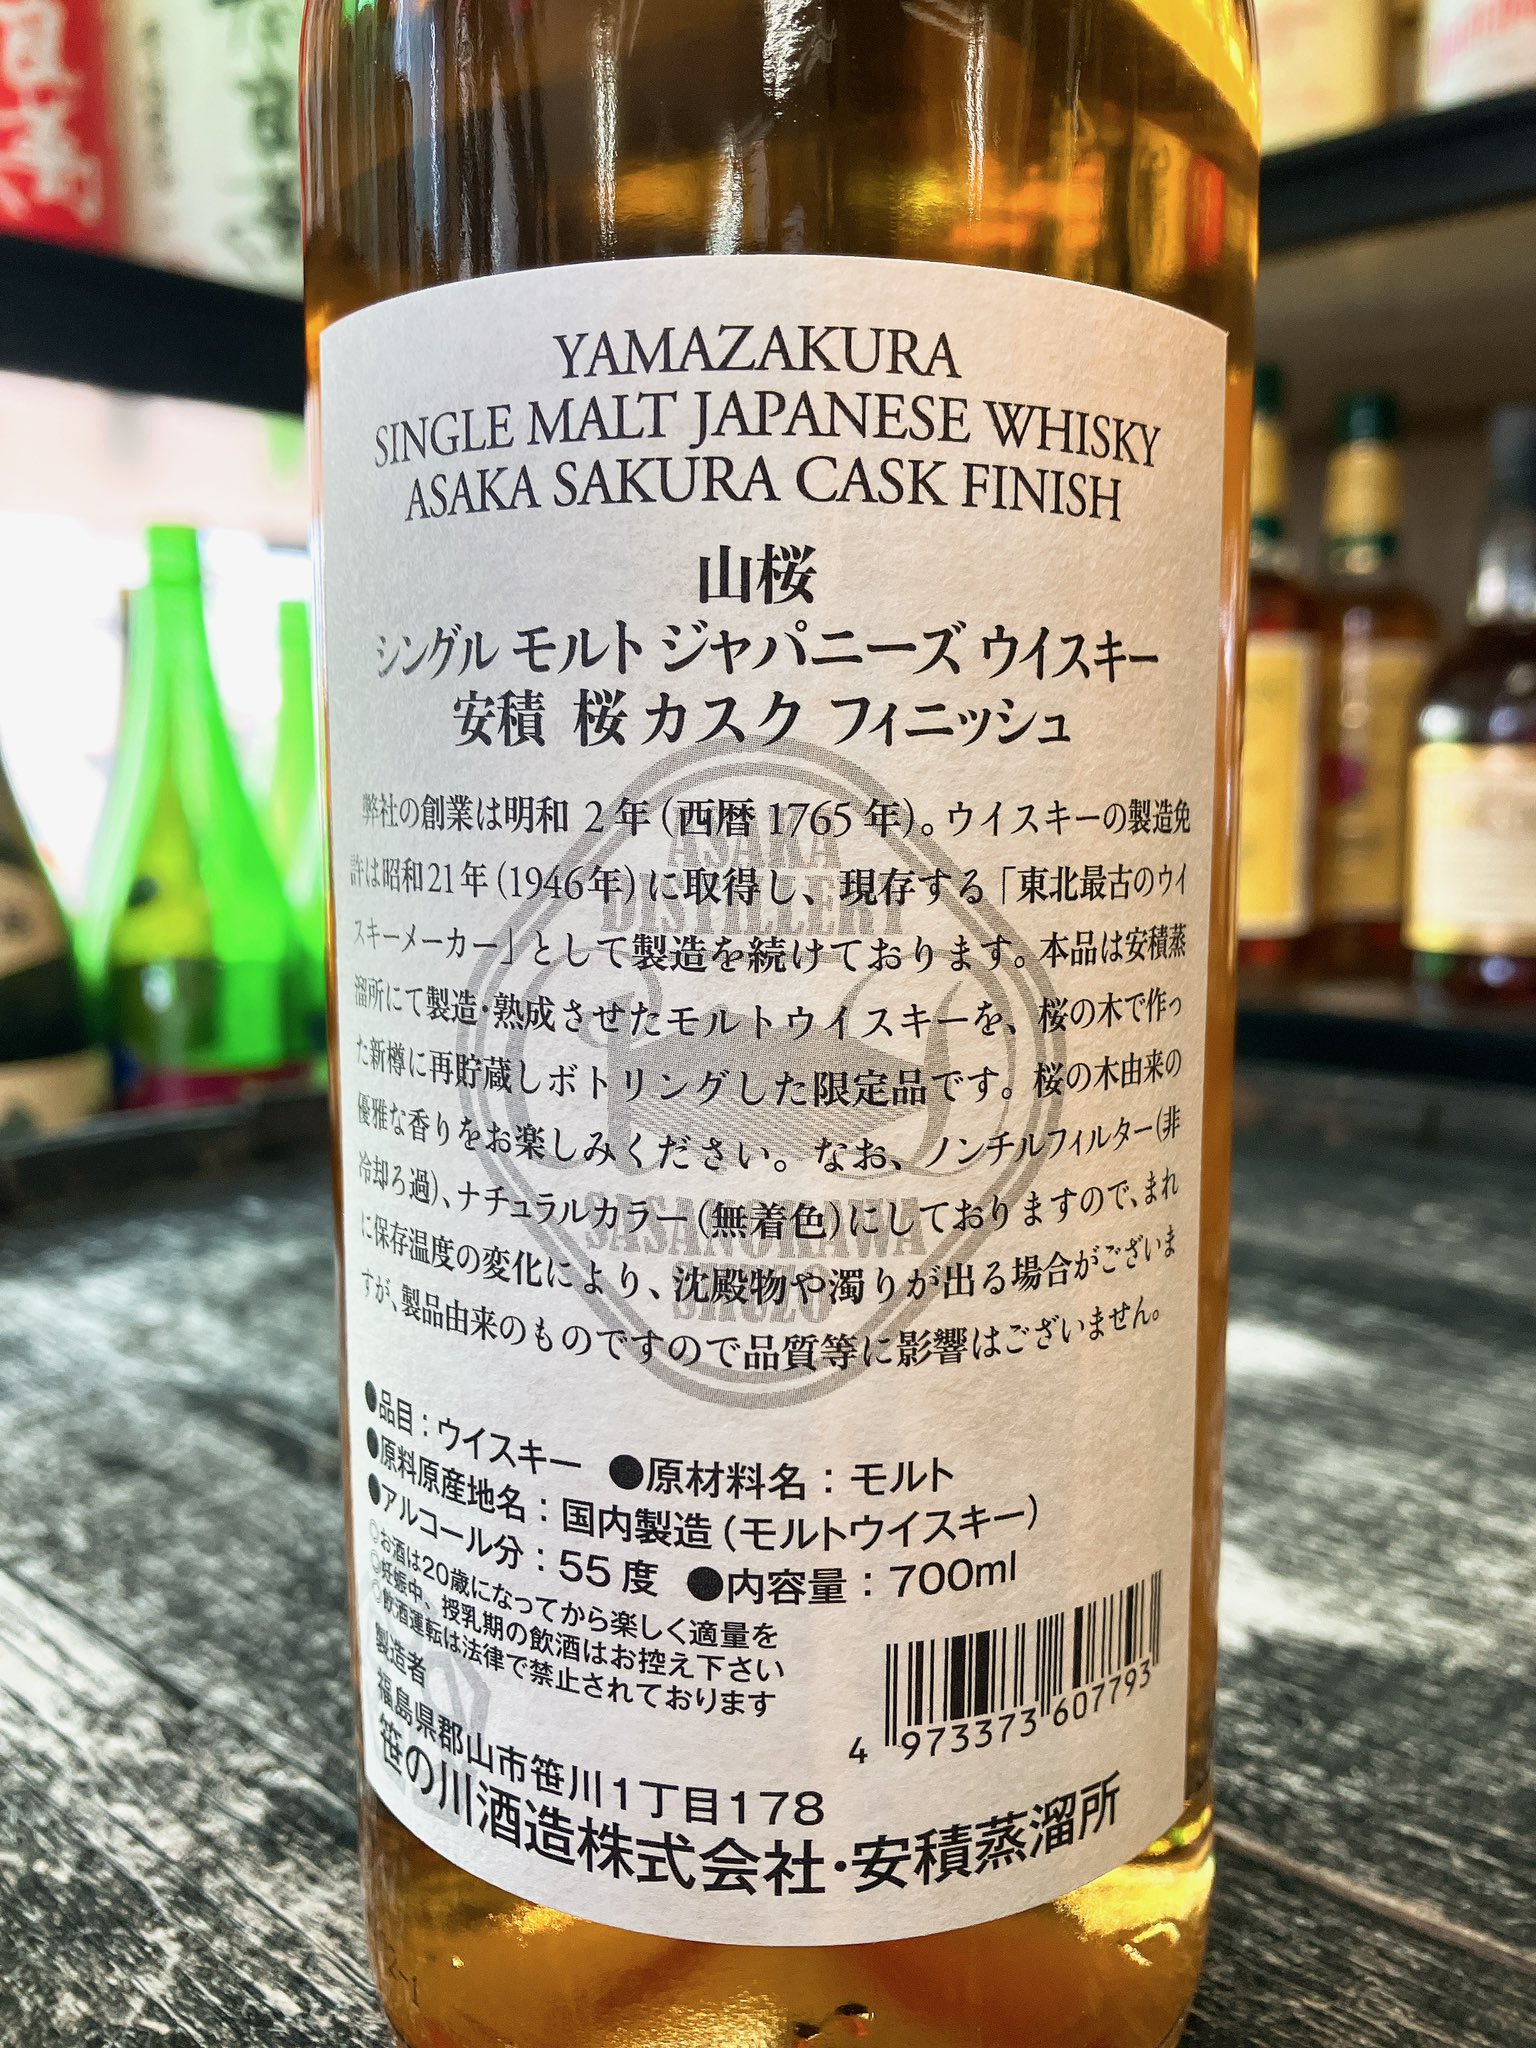 YAMAZAKURA
SINGLE MALT JAPANESE WHISKY
ASAKA SAKURA CASK FINISH
山桜
シングル モルト ジャパニーズ ウイスキー
安積 桜カスク フィニッシュ
弊社の創業は明和 2 年(西暦 1765 年)。ウイスキーの製造免
許は昭和21年(1946年)に取得し、現存する「東北最古のウイ
スキーメーカー」として製造を続けております。本品は安積蒸
溜所にて製造・熟成させたモルトウイスキーを、桜の木で作っ
た新樽に再貯蔵しボトリングした限定品です。桜の木由来の
優雅な香りをお楽しみください。なお、ノンチルフィルター(非
冷却ろ過)、ナチュラルカラー(無着色)にしておりますので、まれ
に保存温度の変化により、沈殿物や濁りが出る場合がございま
すが、製品由来のものですので品質等に影響はございません。
ASAKA
DISTILLERY
SASANOKAWA
SHUZO
●品目:ウイスキー ●原材料名:モルト
●原料原産地名:国内製造(モルトウイスキー)
●アルコール分:55度 ●内容量:700ml
◎お酒は20歳になってから楽しく適量を
◎妊娠中、授乳期の飲酒はお控え下さい
◎飲酒運転は法律で禁止されております
製造者
福島県郡山市笹川1丁目178
笹の川酒造株式会社・安積蒸溜所
4 973373 607793